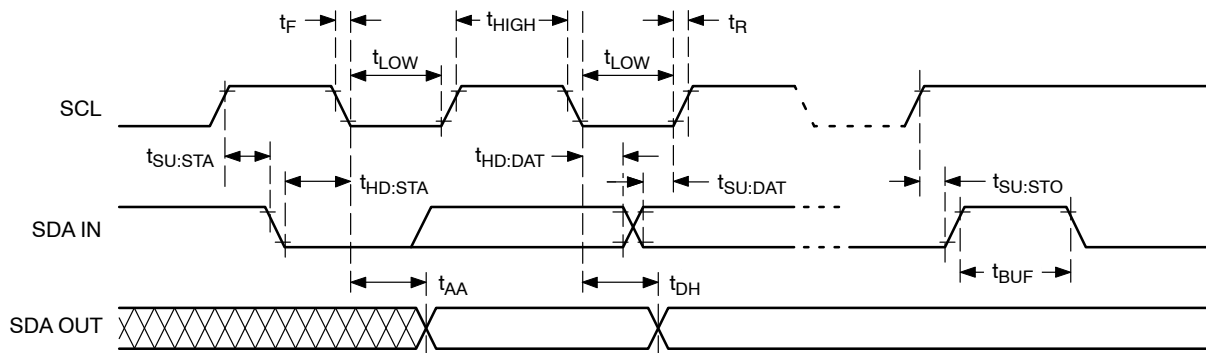 tF tHIGH tR
tLOW tLOW
SCL
tSU:STA tHD:DAT
tHD:STA tSU:DAT tSU:STO
SDA IN
tBUF
tAA tDH
SDA OUT